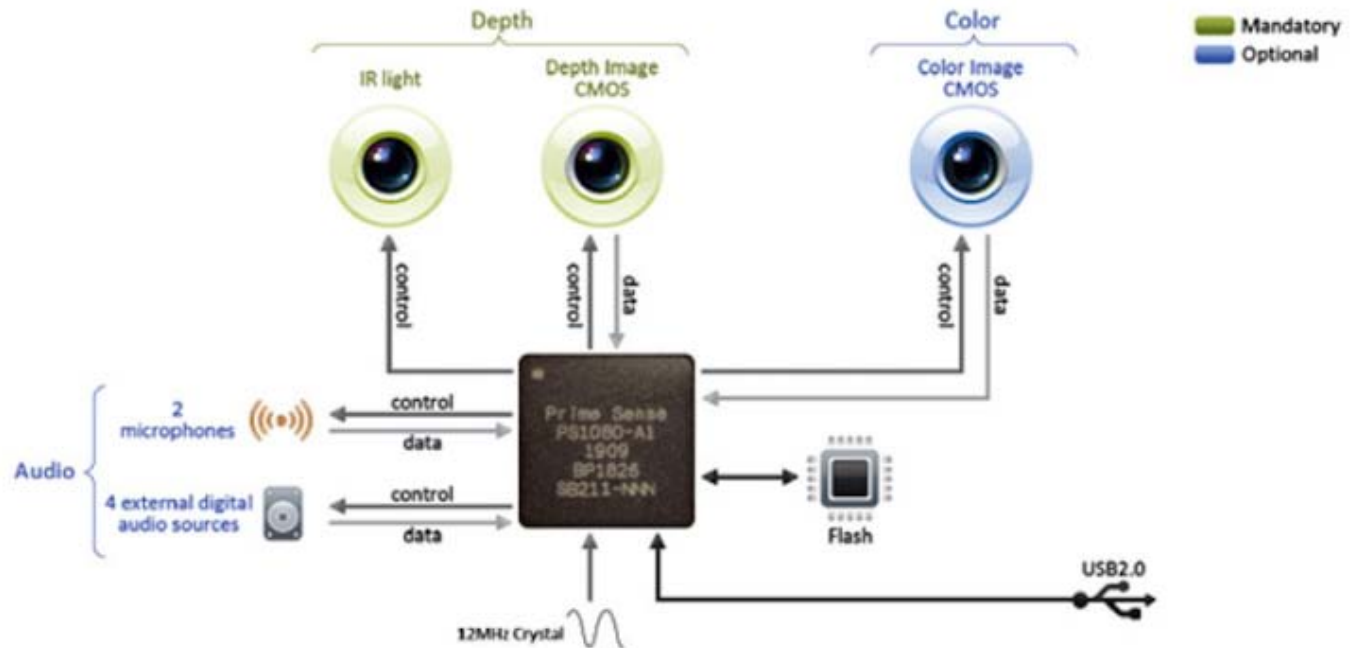 Depth
Color
Mandatory
Optional
IR light
Depth Image
CMOS
Color Image
CMOS
control
control
data
control
data
Audio
2
microphones
control
data
4 external digital
audio sources
control
data
Prime Sense
PS1080-A1
1909
BP1826
SB211-NNN
Flash
12MHz Crystal
USB2.0